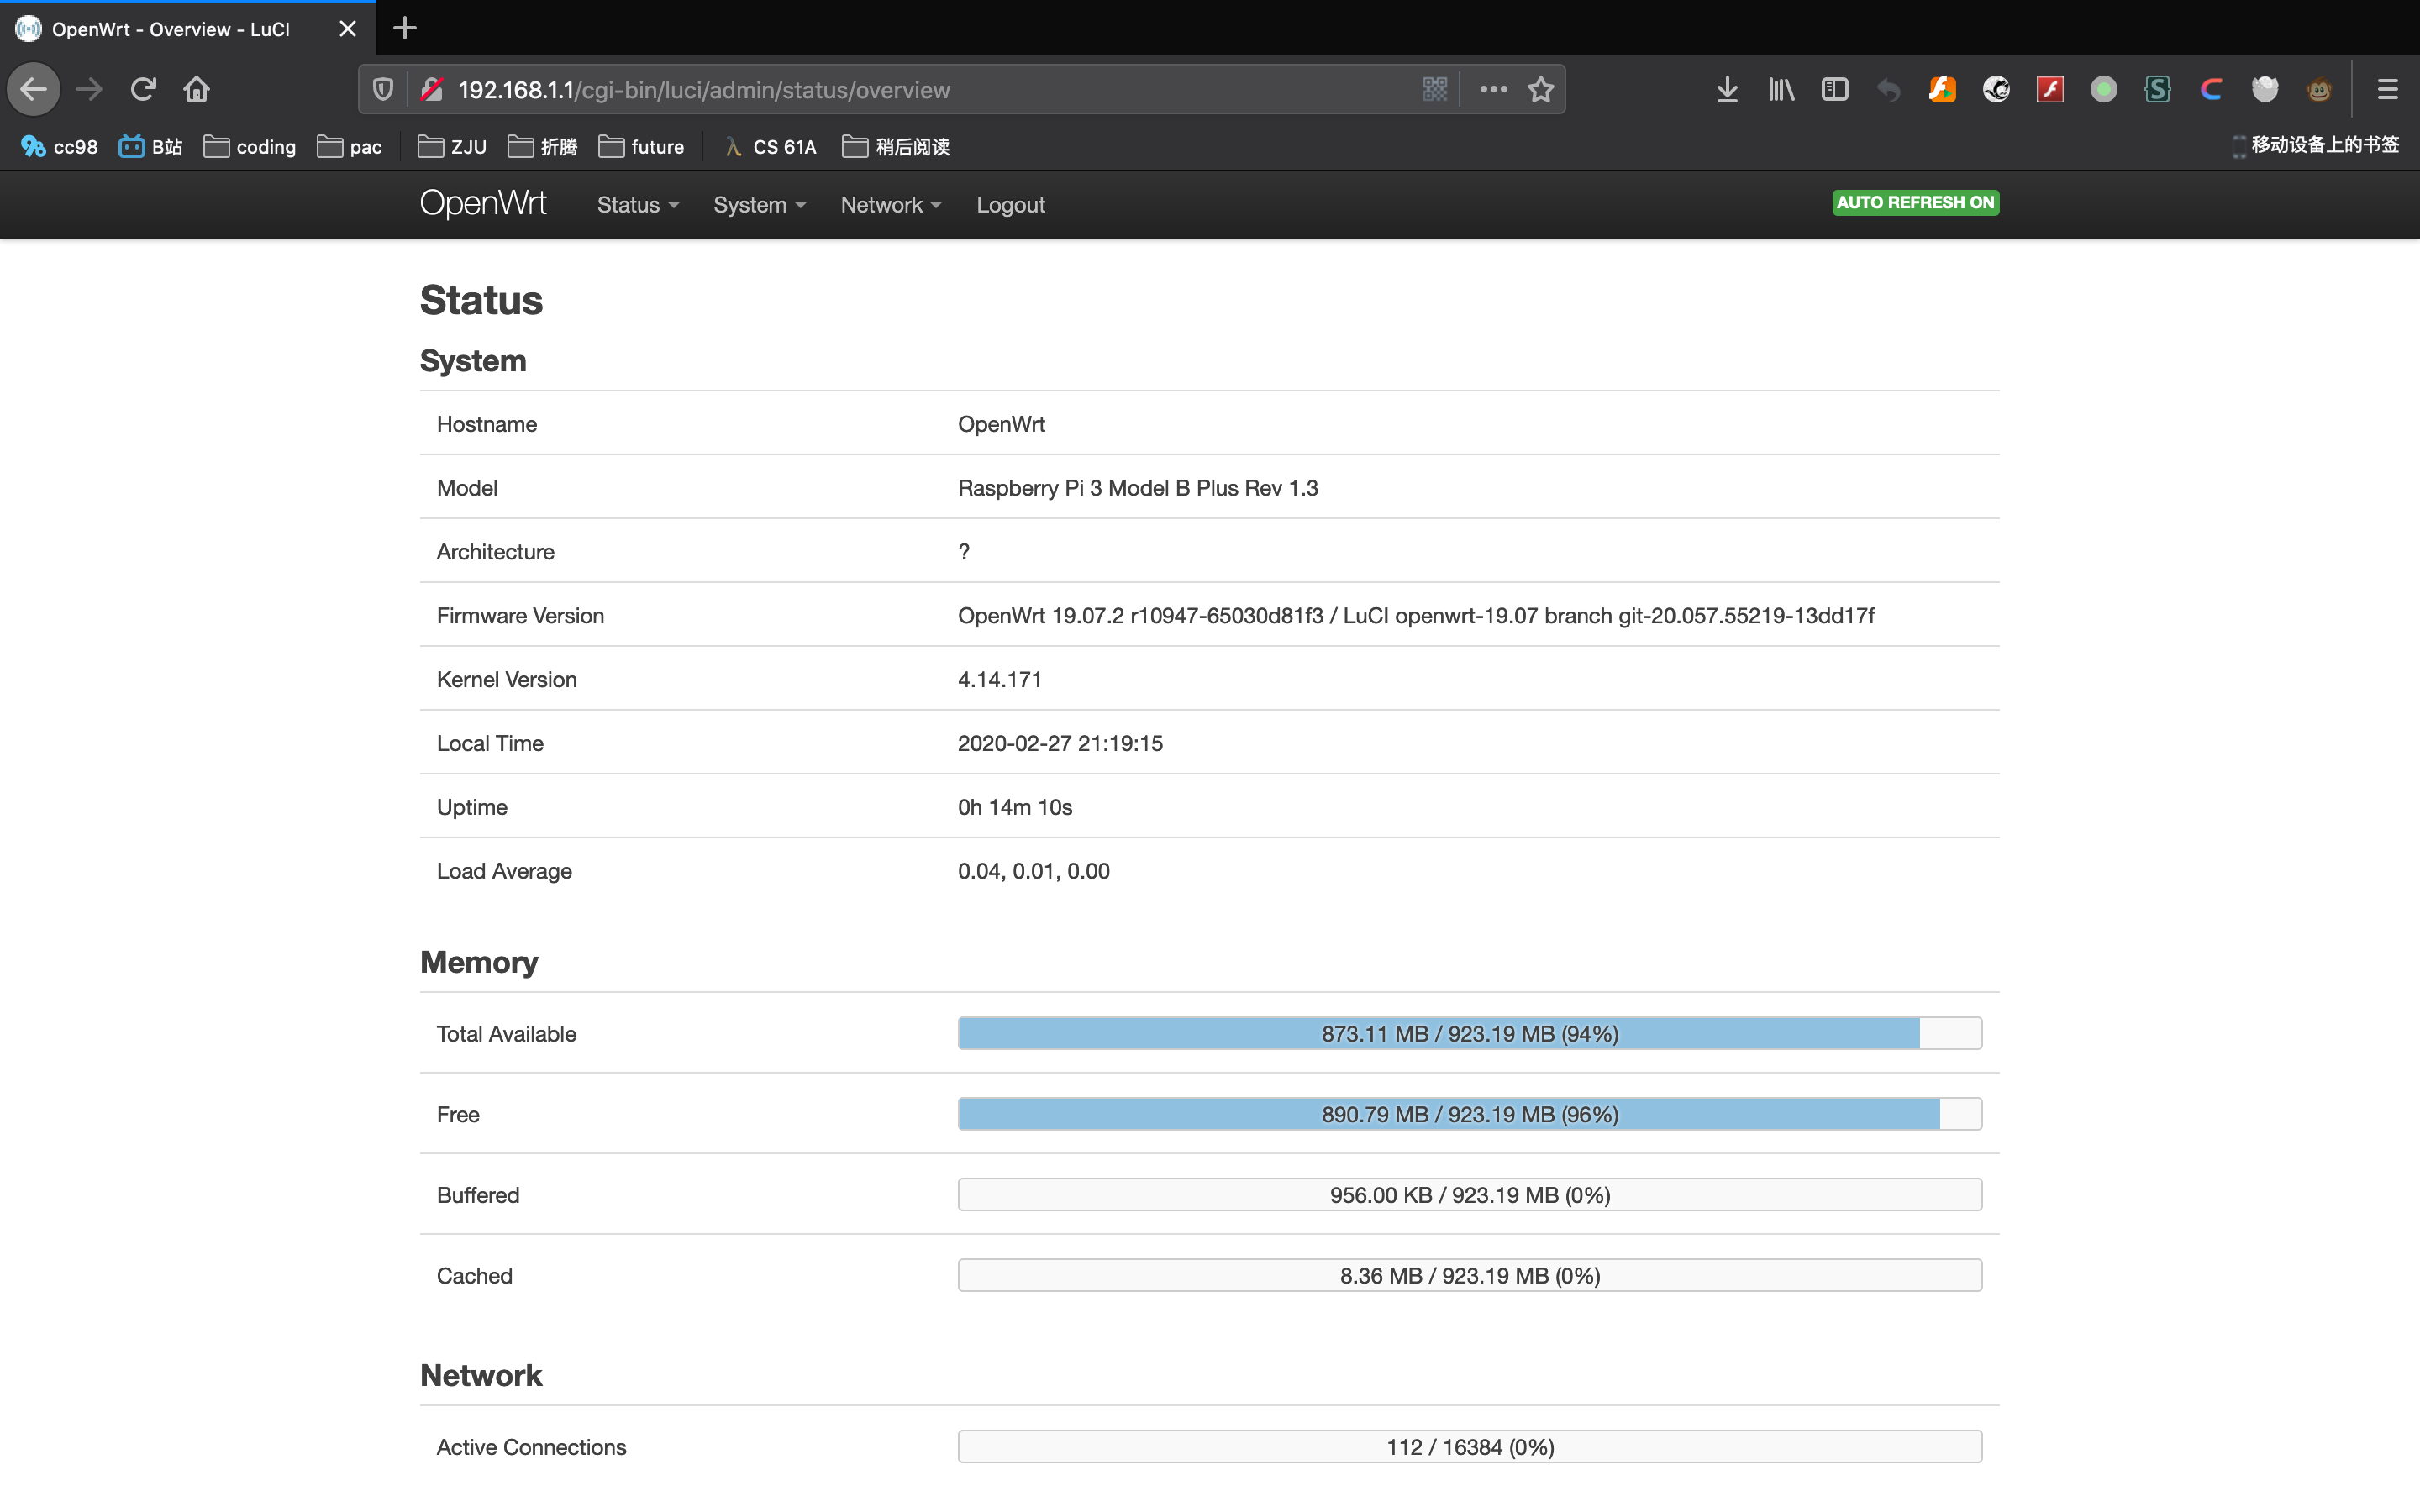 OpenWrt - Overview - LuCI
192.168.1.1/cgi-bin/luci/admin/status/overview
cc98 B站 coding pac ZJU 折腾 future λ CS 61A 稍后阅读 移动设备上的书签
OpenWrt Status System Network Logout AUTO REFRESH ON
Status
System
Hostname OpenWrt
Model Raspberry Pi 3 Model B Plus Rev 1.3
Architecture ?
Firmware Version OpenWrt 19.07.2 r10947-65030d81f3 / LuCI openwrt-19.07 branch git-20.057.55219-13dd17f
Kernel Version 4.14.171
Local Time 2020-02-27 21:19:15
Uptime 0h 14m 10s
Load Average 0.04, 0.01, 0.00
Memory
Total Available 873.11 MB / 923.19 MB (94%)
Free 890.79 MB / 923.19 MB (96%)
Buffered 956.00 KB / 923.19 MB (0%)
Cached 8.36 MB / 923.19 MB (0%)
Network
Active Connections 112 / 16384 (0%)